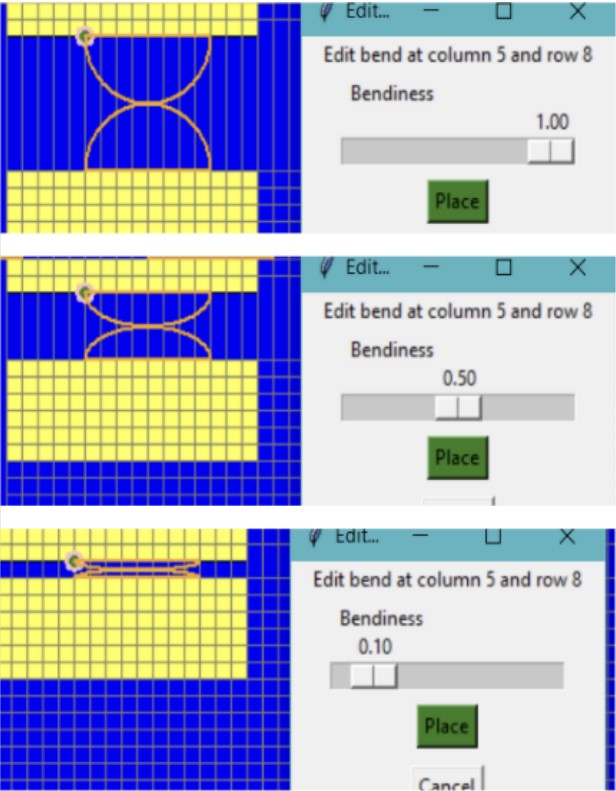 Edit...
Edit bend at column 5 and row 8
Bendiness
1.00
Place
Edit...
Edit bend at column 5 and row 8
Bendiness
0.50
Place
Edit...
Edit bend at column 5 and row 8
Bendiness
0.10
Place
Cancel